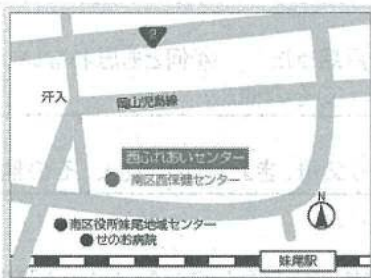 2
汗入
岡山児島線
西ふれあいセンター
南区西保健センター
N
南区役所妹尾地域センター
せのお病院
妹尾駅